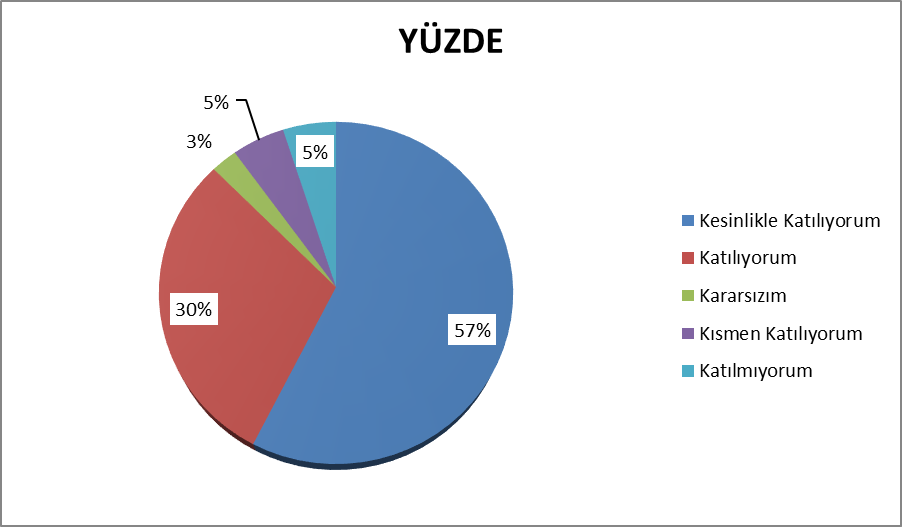 YÜZDE
5%
3%
5%
30%
57%
Kesinlikle Katılıyorum
Katılıyorum
Kararsızım
Kısmen Katılıyorum
Katılmıyorum